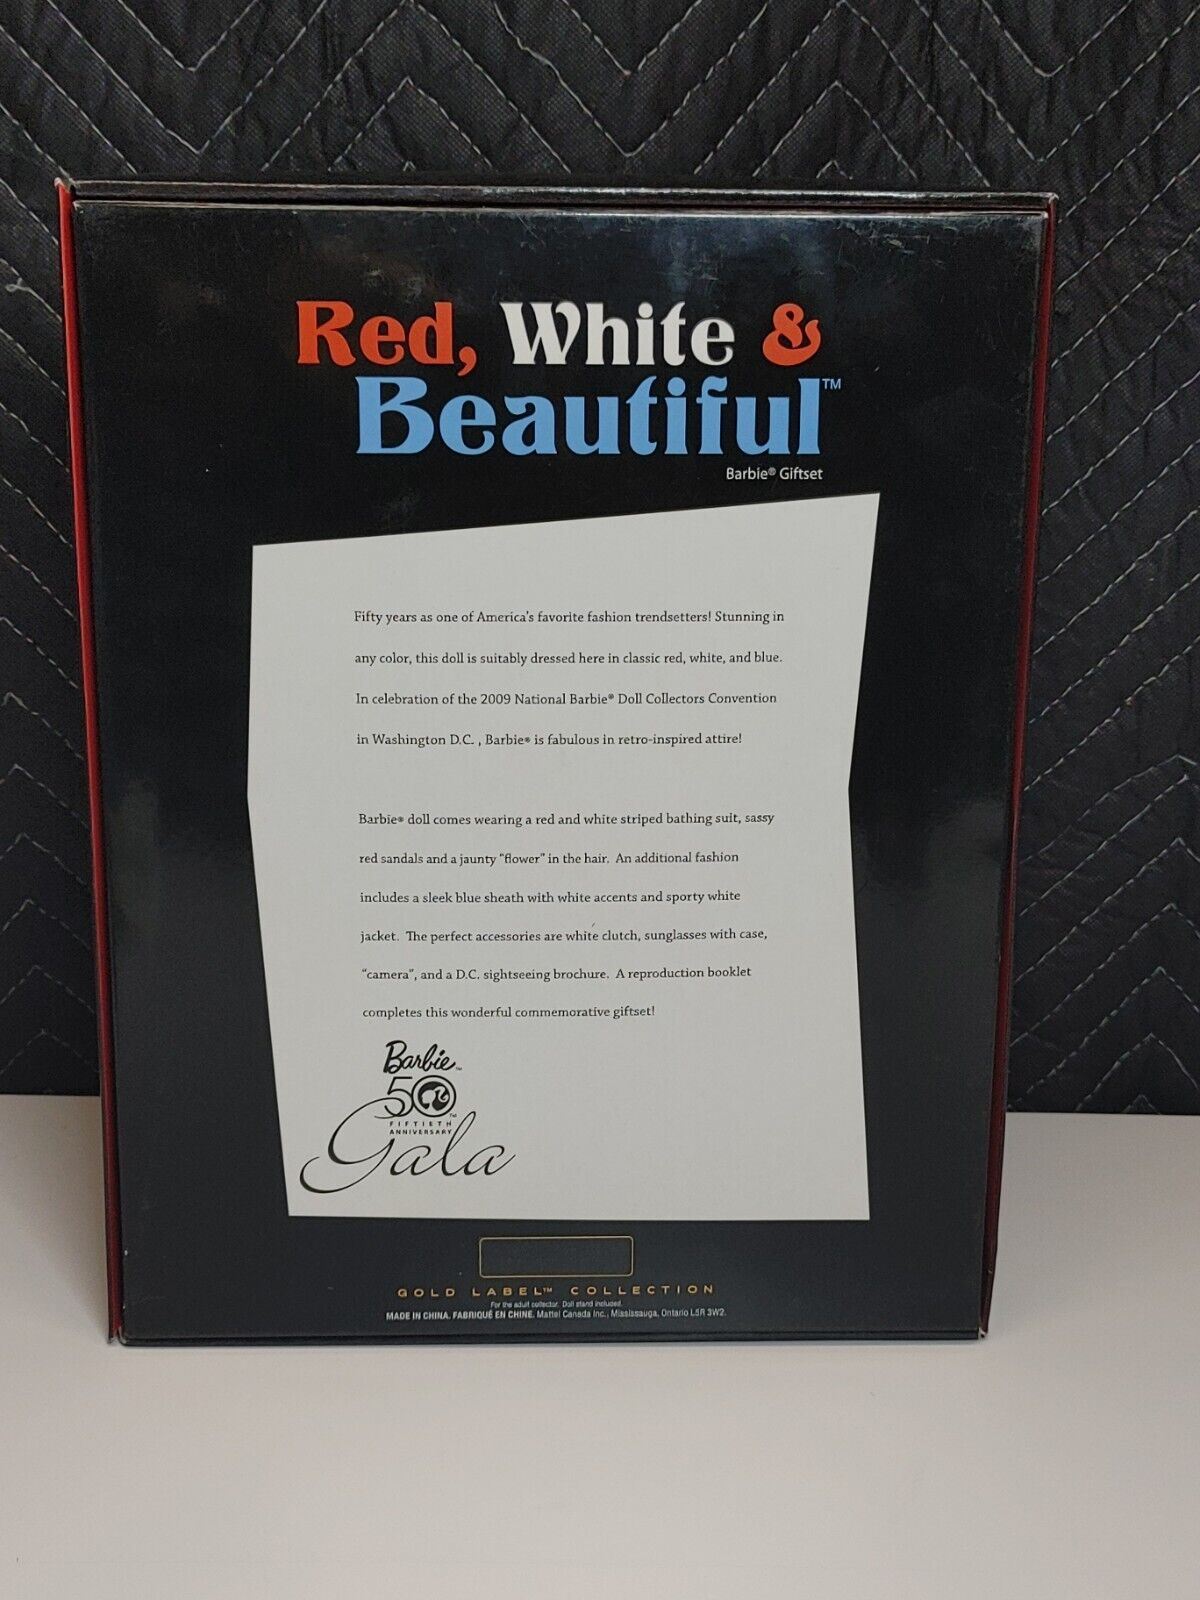 Red, White &
Beautiful™
Barbie® Giftset
Fifty years as one of America's favorite fashion trendsetters! Stunning in
any color, this doll is suitably dressed here in classic red, white, and blue.
In celebration of the 2009 National Barbie® Doll Collectors Convention
in Washington D.C. , Barbie® is fabulous in retro-inspired attire!
Barbie® doll comes wearing a red and white striped bathing suit, sassy
red sandals and a jaunty "flower" in the hair. An additional fashion
includes a sleek blue sheath with white accents and sporty white
jacket. The perfect accessories are white clutch, sunglasses with case,
"camera", and a D.C. sightseeing brochure. A reproduction booklet
completes this wonderful commemorative giftset!
Barbie™
50™
FIFTIETH
ANNIVERSARY
Gala
GOLD LABEL™ COLLECTION
For the adult collector. Doll stand included.
MADE IN CHINA. FABRIQUÉ EN CHINE. Mattel Canada Inc., Mississauga, Ontario L5R 3W2.